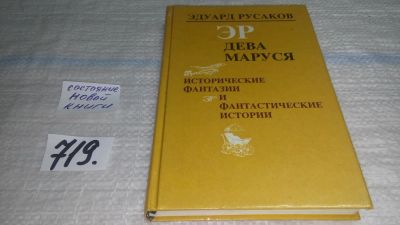 ЭДУАРД РУСАКОВ
ЭР
ДЕВА
МАРУСЯ
ИСТОРИЧЕСКИЕ
ФАНТАЗИИ
И
ФАНТАСТИЧЕСКИЕ
ИСТОРИИ
состояние
новой
книги
719.